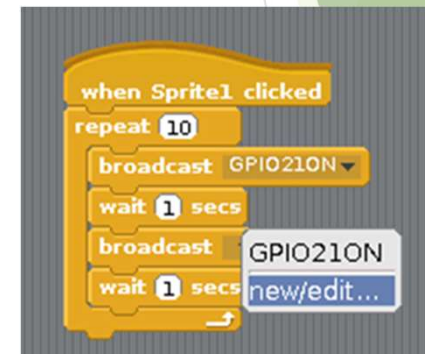 when Sprite1 clicked
repeat 10
broadcast GPIO21ON
wait 1 secs
broadcast
GPIO21ON
wait 1 secs
new/edit...